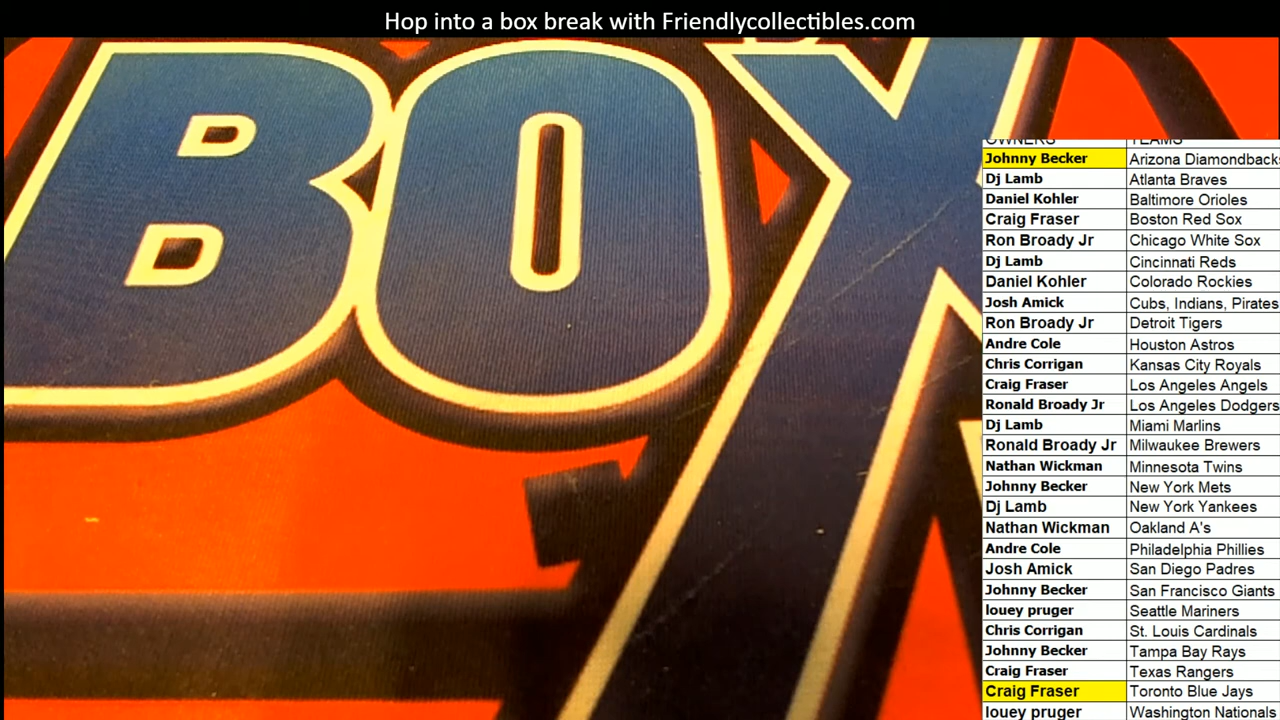 Hop into a box break with Friendlycollectibles.com
BOX
OWNERS TEAMS
Johnny Becker Arizona Diamondbacks
Dj Lamb Atlanta Braves
Daniel Kohler Baltimore Orioles
Craig Fraser Boston Red Sox
Ron Broady Jr Chicago White Sox
Dj Lamb Cincinnati Reds
Daniel Kohler Colorado Rockies
Josh Amick Cubs, Indians, Pirates
Ron Broady Jr Detroit Tigers
Andre Cole Houston Astros
Chris Corrigan Kansas City Royals
Craig Fraser Los Angeles Angels
Ronald Broady Jr Los Angeles Dodgers
Dj Lamb Miami Marlins
Ronald Broady Jr Milwaukee Brewers
Nathan Wickman Minnesota Twins
Johnny Becker New York Mets
Dj Lamb New York Yankees
Nathan Wickman Oakland A's
Andre Cole Philadelphia Phillies
Josh Amick San Diego Padres
Johnny Becker San Francisco Giants
louey pruger Seattle Mariners
Chris Corrigan St. Louis Cardinals
Johnny Becker Tampa Bay Rays
Craig Fraser Texas Rangers
Craig Fraser Toronto Blue Jays
louey pruger Washington Nationals